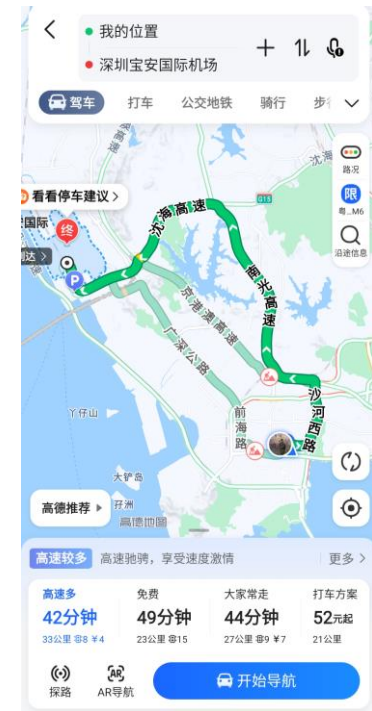 我的位置
深圳宝安国际机场
驾车
打车
公交地铁
骑行
步
路况
限
粤...M6
沿途信息
看看停车建议 >
国际
终
P
沈海高速
G15
沈海
南光高速
京港澳高速
广深公路
沙河西路
前海路
丫仔山
大铲岛
孖洲
高德地图
高德推荐
高速较多 高速驰骋，享受速度激情 更多 >
高速多
42分钟
33公里 8 ¥4
免费
49分钟
23公里 15
大家常走
44分钟
27公里 9 ¥7
打车方案
52元起
21公里
探路
AR
AR导航
开始导航